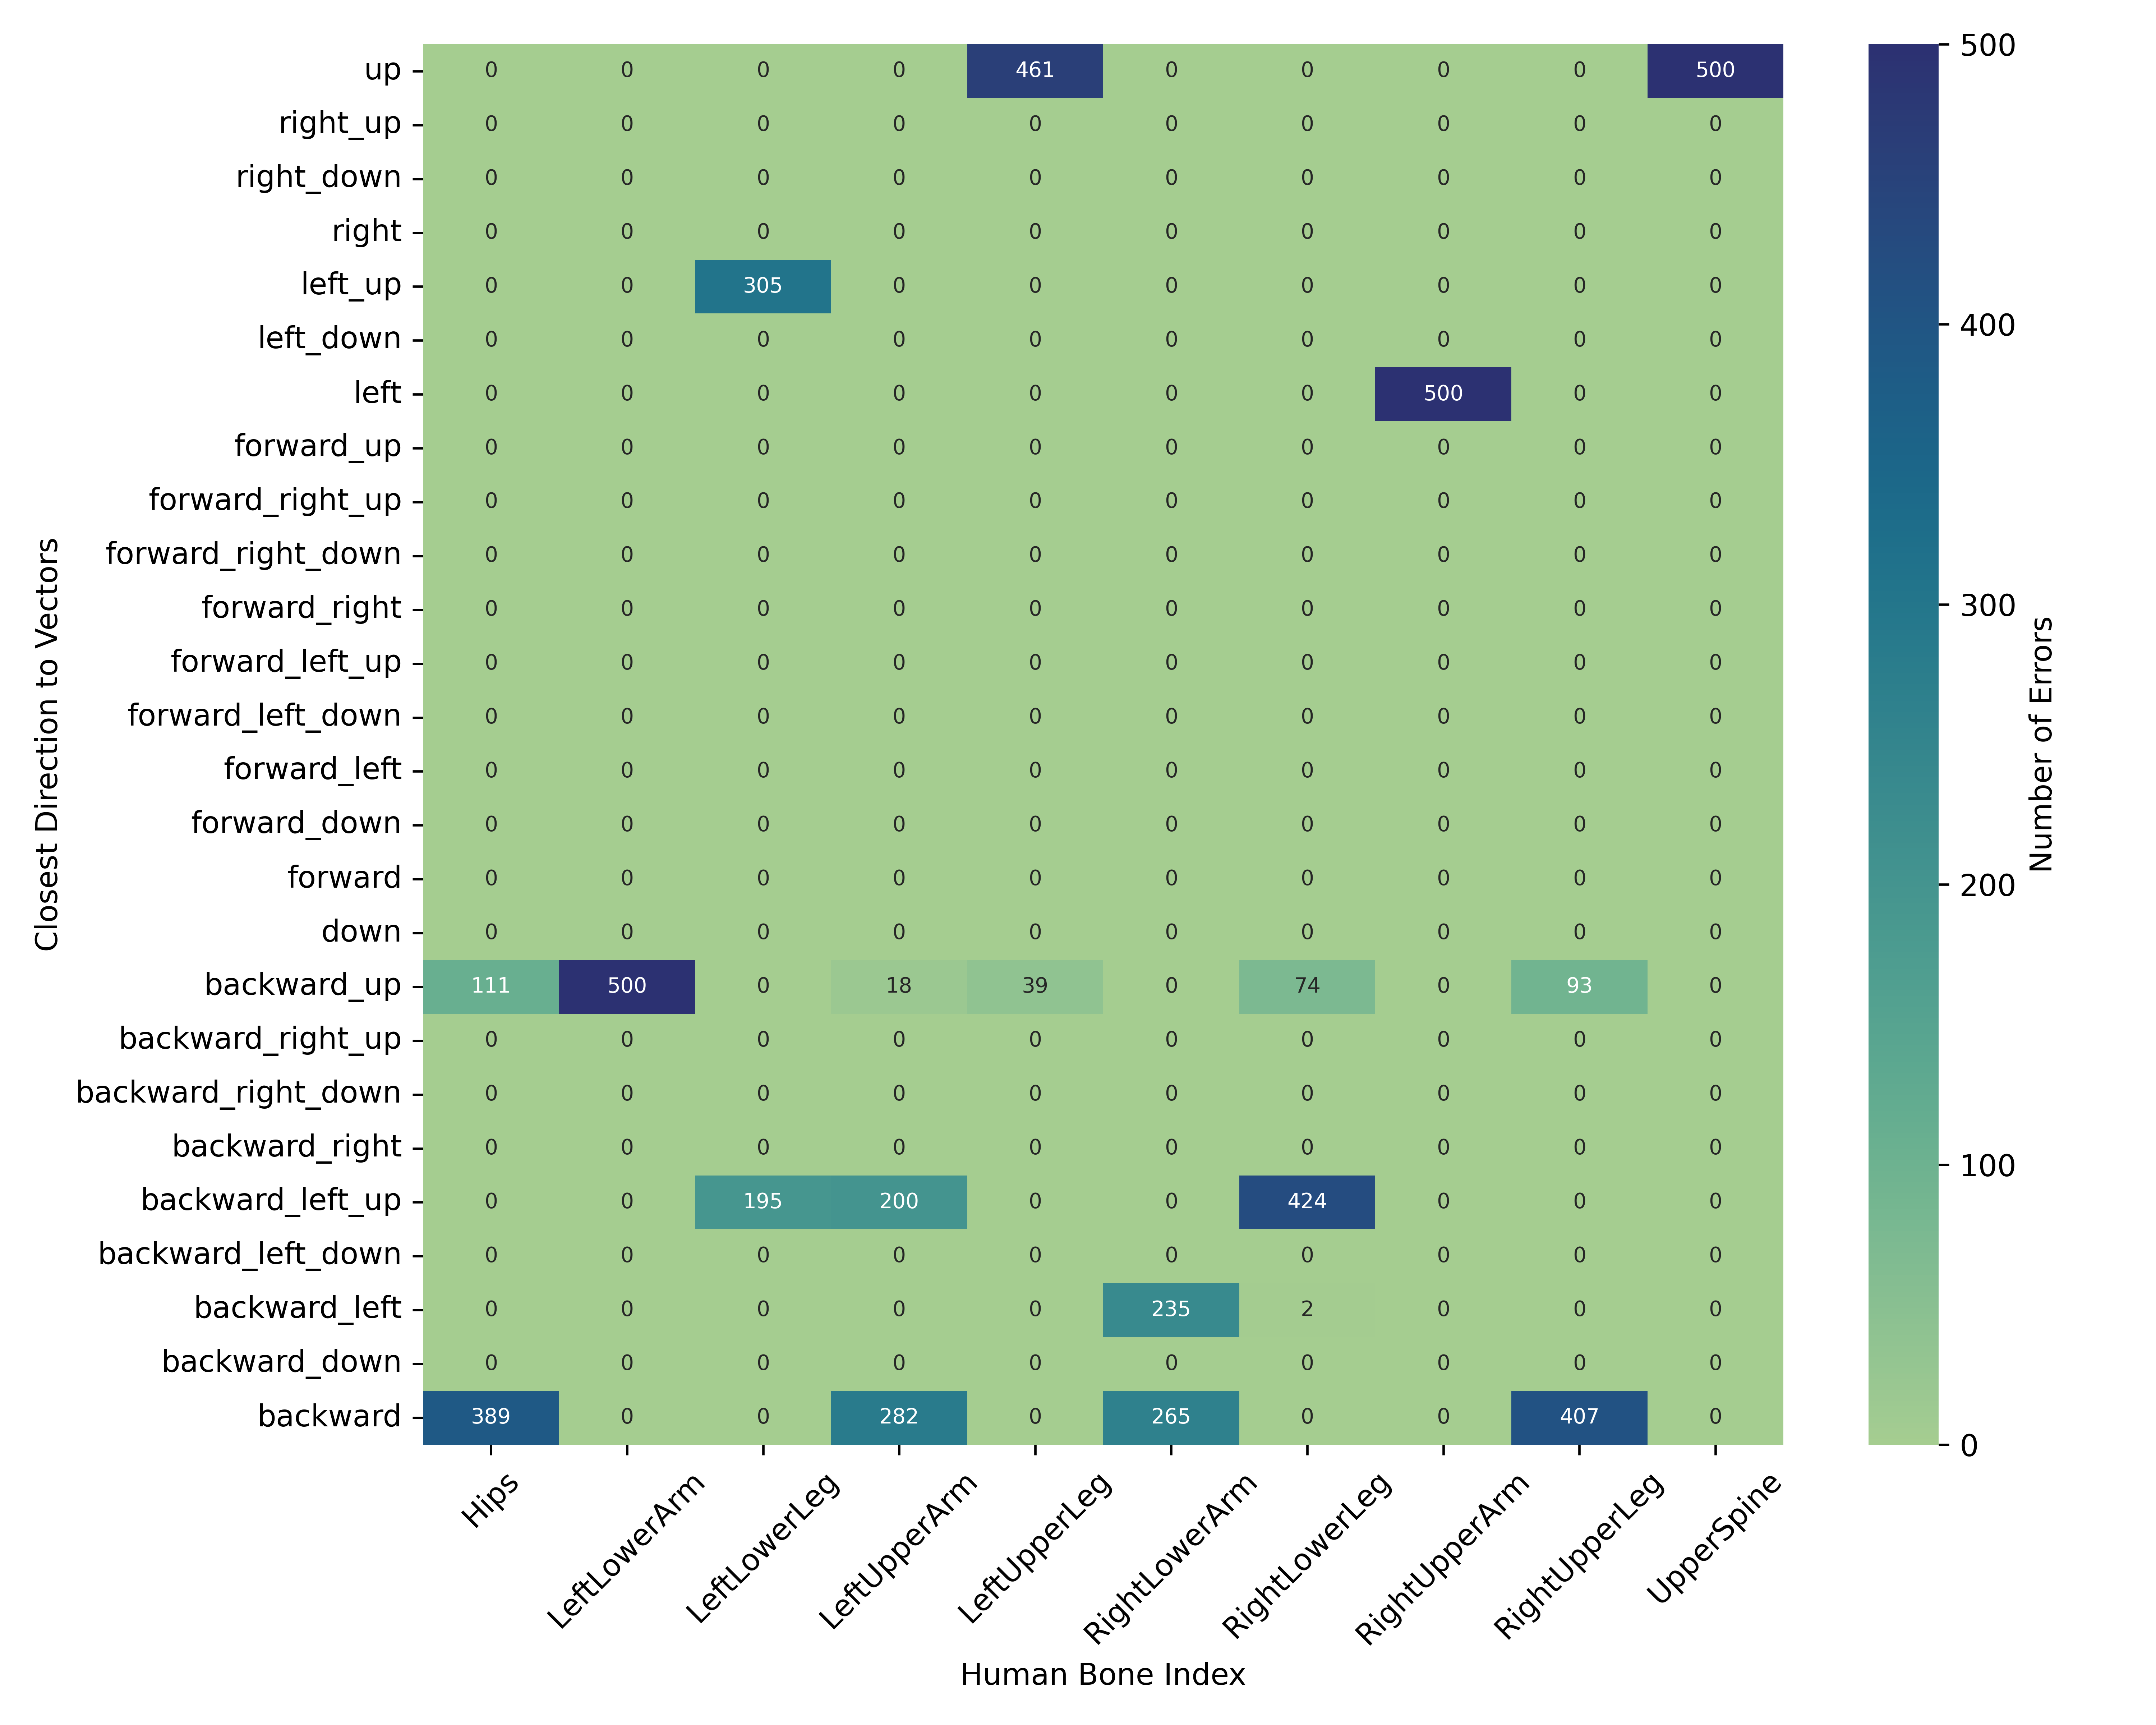 up 0 0 0 0 461 0 0 0 0 500
right_up 0 0 0 0 0 0 0 0 0 0
right_down 0 0 0 0 0 0 0 0 0 0
right 0 0 0 0 0 0 0 0 0 0
left_up 0 0 305 0 0 0 0 0 0 0
left_down 0 0 0 0 0 0 0 0 0 0
left 0 0 0 0 0 0 0 500 0 0
forward_up 0 0 0 0 0 0 0 0 0 0
forward_right_up 0 0 0 0 0 0 0 0 0 0
forward_right_down 0 0 0 0 0 0 0 0 0 0
forward_right 0 0 0 0 0 0 0 0 0 0
forward_left_up 0 0 0 0 0 0 0 0 0 0
forward_left_down 0 0 0 0 0 0 0 0 0 0
forward_left 0 0 0 0 0 0 0 0 0 0
forward_down 0 0 0 0 0 0 0 0 0 0
forward 0 0 0 0 0 0 0 0 0 0
down 0 0 0 0 0 0 0 0 0 0
backward_up 111 500 0 18 39 0 74 0 93 0
backward_right_up 0 0 0 0 0 0 0 0 0 0
backward_right_down 0 0 0 0 0 0 0 0 0 0
backward_right 0 0 0 0 0 0 0 0 0 0
backward_left_up 0 0 195 200 0 0 424 0 0 0
backward_left_down 0 0 0 0 0 0 0 0 0 0
backward_left 0 0 0 0 0 235 2 0 0 0
backward_down 0 0 0 0 0 0 0 0 0 0
backward 389 0 0 282 0 265 0 0 407 0
Hips LeftLowerArm LeftLowerLeg LeftUpperArm LeftUpperLeg RightLowerArm RightLowerLeg RightUpperArm RightUpperLeg UpperSpine
Human Bone Index
Closest Direction to Vectors
500
400
300
200
100
0
Number of Errors